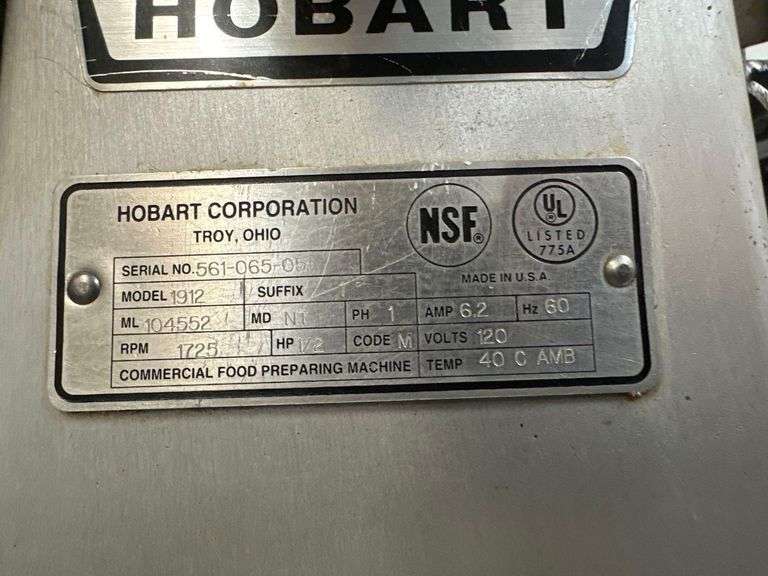 HOBART
HOBART CORPORATION
TROY, OHIO
NSF®
UL
LISTED
775A
SERIAL NO. 561-065-0
MADE IN U.S.A.
MODEL 1912 SUFFIX
ML 104552 MD PH 1 AMP 6.2 Hz 60
RPM 1725 HP 1/2 CODE M VOLTS 120
COMMERCIAL FOOD PREPARING MACHINE TEMP 40 C AMB